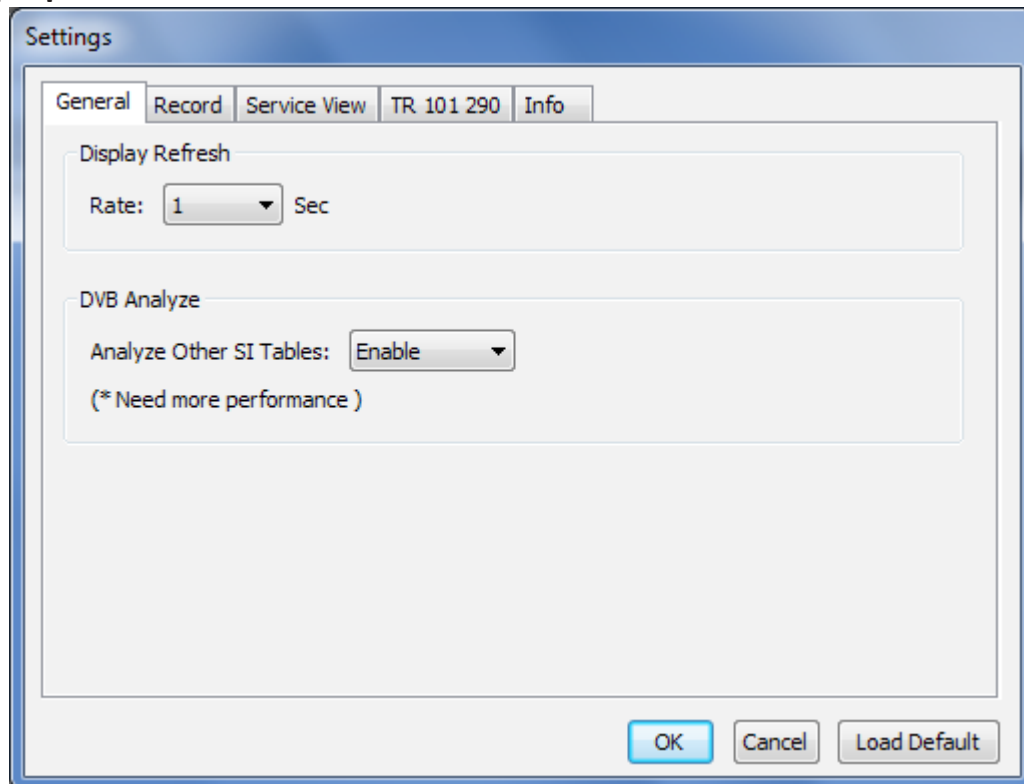 Settings
General Record Service View TR 101 290 Info
Display Refresh
Rate: 1 Sec
DVB Analyze
Analyze Other SI Tables: Enable
(* Need more performance )
OK Cancel Load Default